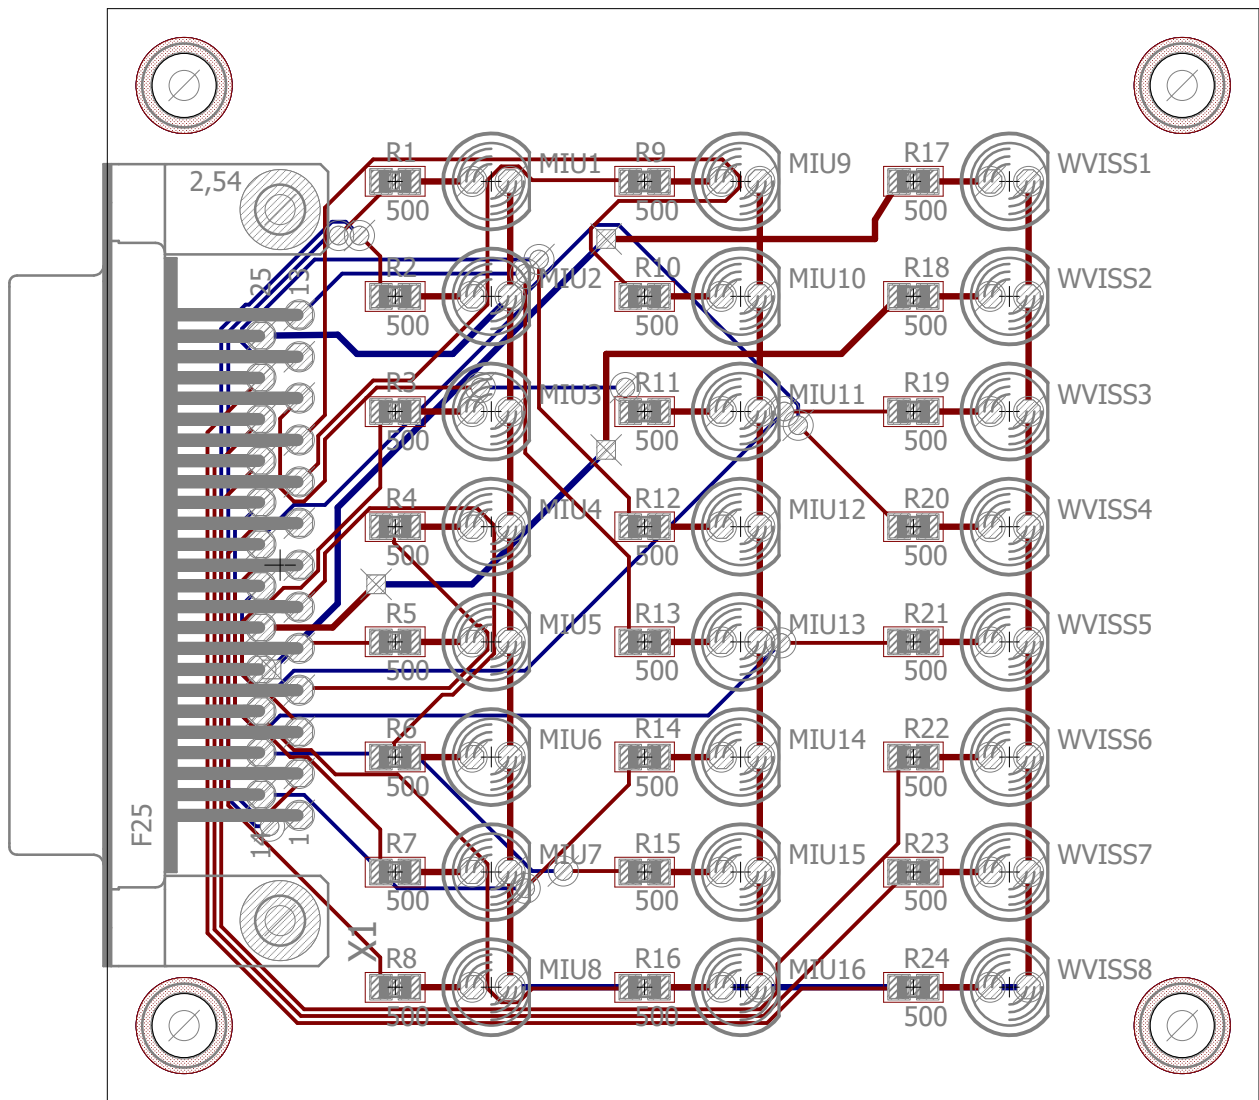 R1 MIU1 R9 MIU9 R17 WVISS1
2,54
500 500 500
R2 MIU2 R10 MIU10 R18 WVISS2
25 13
500 500 500
R3 MIU3 R11 MIU11 R19 WVISS3
500 500 500
R4 MIU4 R12 MIU12 R20 WVISS4
500 500 500
R5 MIU5 R13 MIU13 R21 WVISS5
500 500 500
R6 MIU6 R14 MIU14 R22 WVISS6
500 500 500
F25
14 1
R7 MIU7 R15 MIU15 R23 WVISS7
500 500 500
X1
R8 MIU8 R16 MIU16 R24 WVISS8
500 500 500